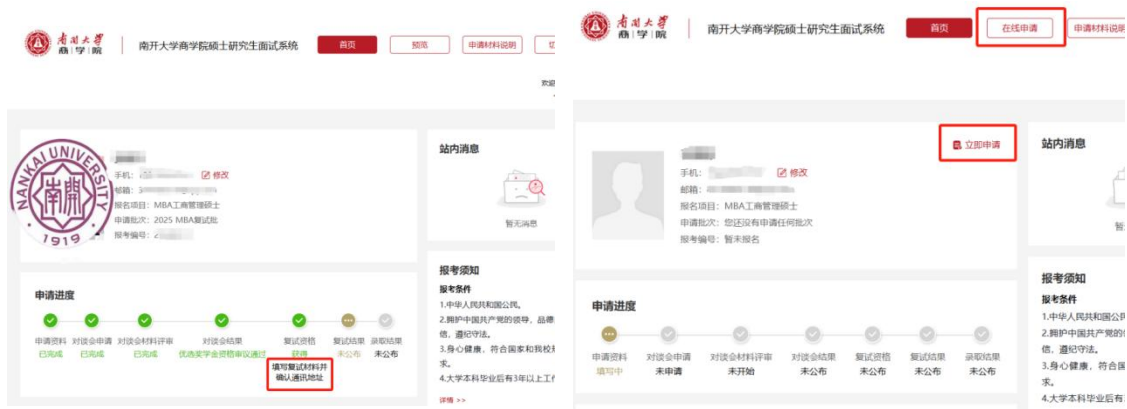 南开大学
商学院
南开大学商学院硕士研究生面试系统
首页
预览
申请材料说明
NANKAI UNIVERSITY
南開
1919
手机：
修改
邮箱：
报名项目：MBA工商管理硕士
申请批次：2025 MBA复试批
报考编号：2
站内消息
暂无消息
申请进度
申请资料 对谈会申请 对谈会材料评审 对谈会结果 复试资格 复试结果 录取结果
已完成 已完成 已完成 优选奖学金资格审议通过 获得 未公布 未公布
填写复试材料并
确认通讯地址
报考须知
报考条件
1.中华人民共和国公民。
2.拥护中国共产党的领导，品德
信，遵纪守法。
3.身心健康，符合国家和我校
求。
4.大学本科毕业后有3年以上工
详情 >>
南开大学
商学院
南开大学商学院硕士研究生面试系统
首页
在线申请
申请材料说明
立即申请
手机：
修改
邮箱：
报名项目：MBA工商管理硕士
申请批次：您还没有申请任何批次
报考编号：暂未报名
站内消息
申请进度
申请资料 对谈会申请 对谈会材料评审 对谈会结果 复试资格 复试结果 录取结果
填写中 未申请 未开始 未公布 未公布 未公布 未公布
报考须知
报考条件
1.中华人民共和国公民
2.拥护中国共产党的
信，遵纪守法。
3.身心健康，符合国
求。
4.大学本科毕业后有